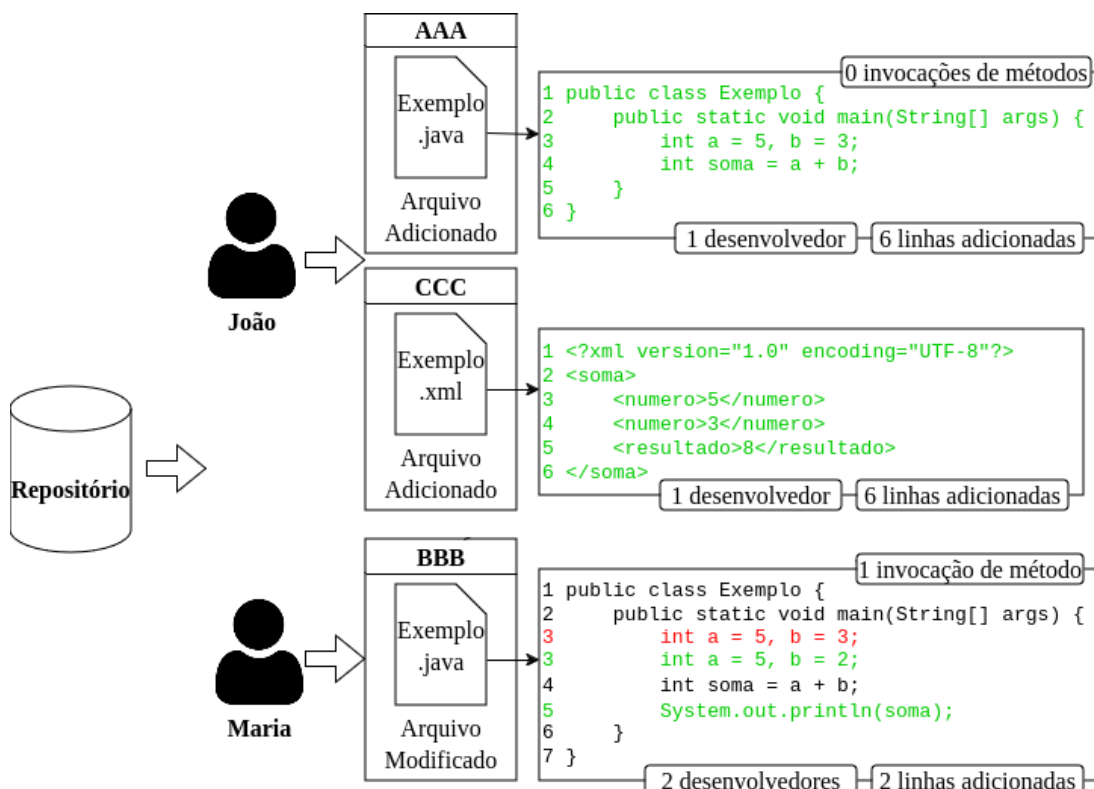 AAA
Exemplo
.java
Arquivo
Adicionado
0 invocações de métodos
1 public class Exemplo {
2     public static void main(String[] args) {
3         int a = 5, b = 3;
4         int soma = a + b;
5     }
6 }
1 desenvolvedor
6 linhas adicionadas
João
CCC
Exemplo
.xml
Arquivo
Adicionado
1 <?xml version="1.0" encoding="UTF-8"?>
2 <soma>
3     <numero>5</numero>
4     <numero>3</numero>
5     <resultado>8</resultado>
6 </soma>
1 desenvolvedor
6 linhas adicionadas
Repositório
BBB
Exemplo
.java
Arquivo
Modificado
1 invocação de método
1 public class Exemplo {
2     public static void main(String[] args) {
3         int a = 5, b = 3;
3         int a = 5, b = 2;
4         int soma = a + b;
5         System.out.println(soma);
6     }
7 }
2 desenvolvedores
2 linhas adicionadas
Maria